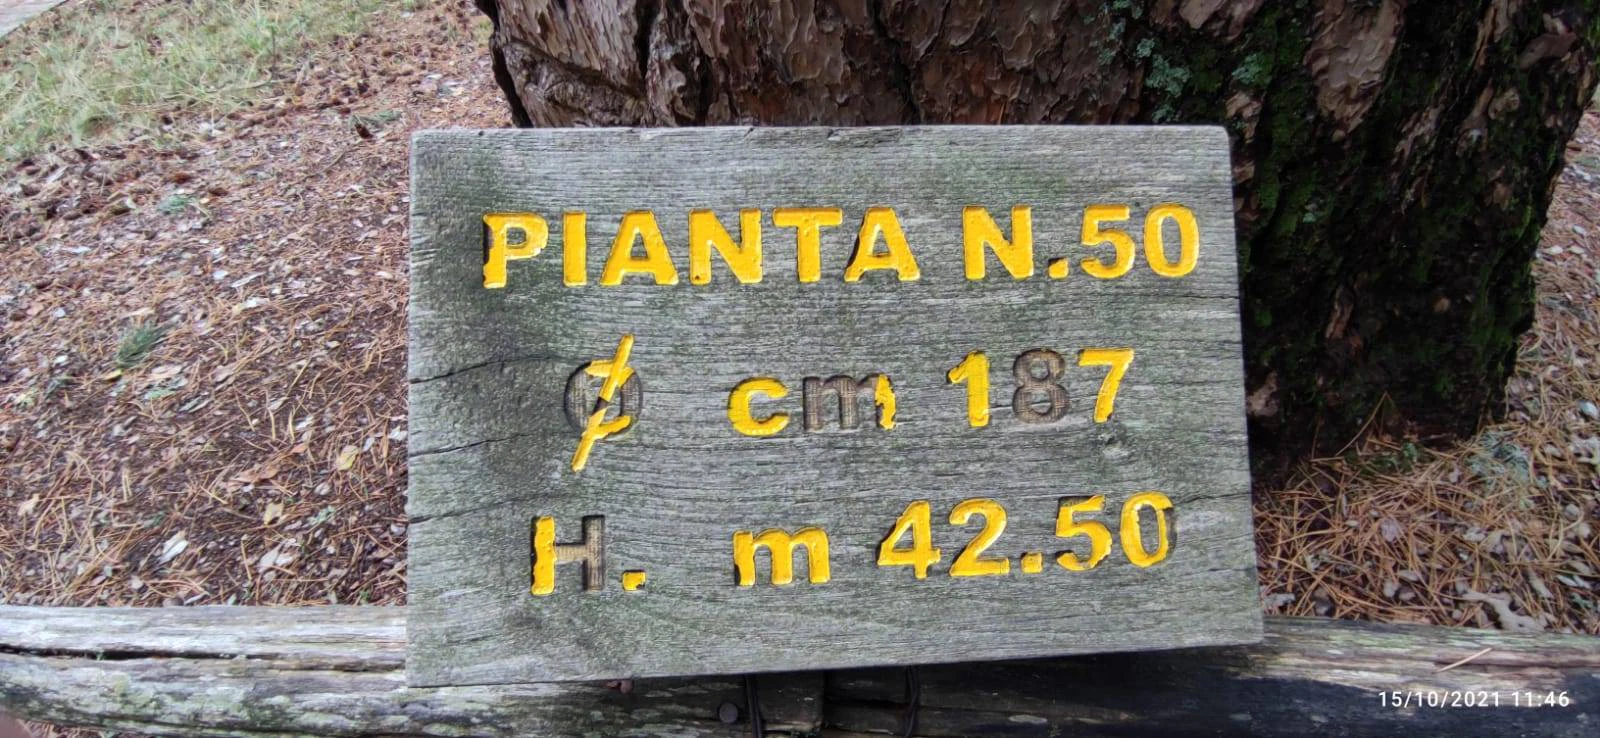 PIANTA N.50
Ø cm 187
H. m 42.50
15/10/2021 11:46